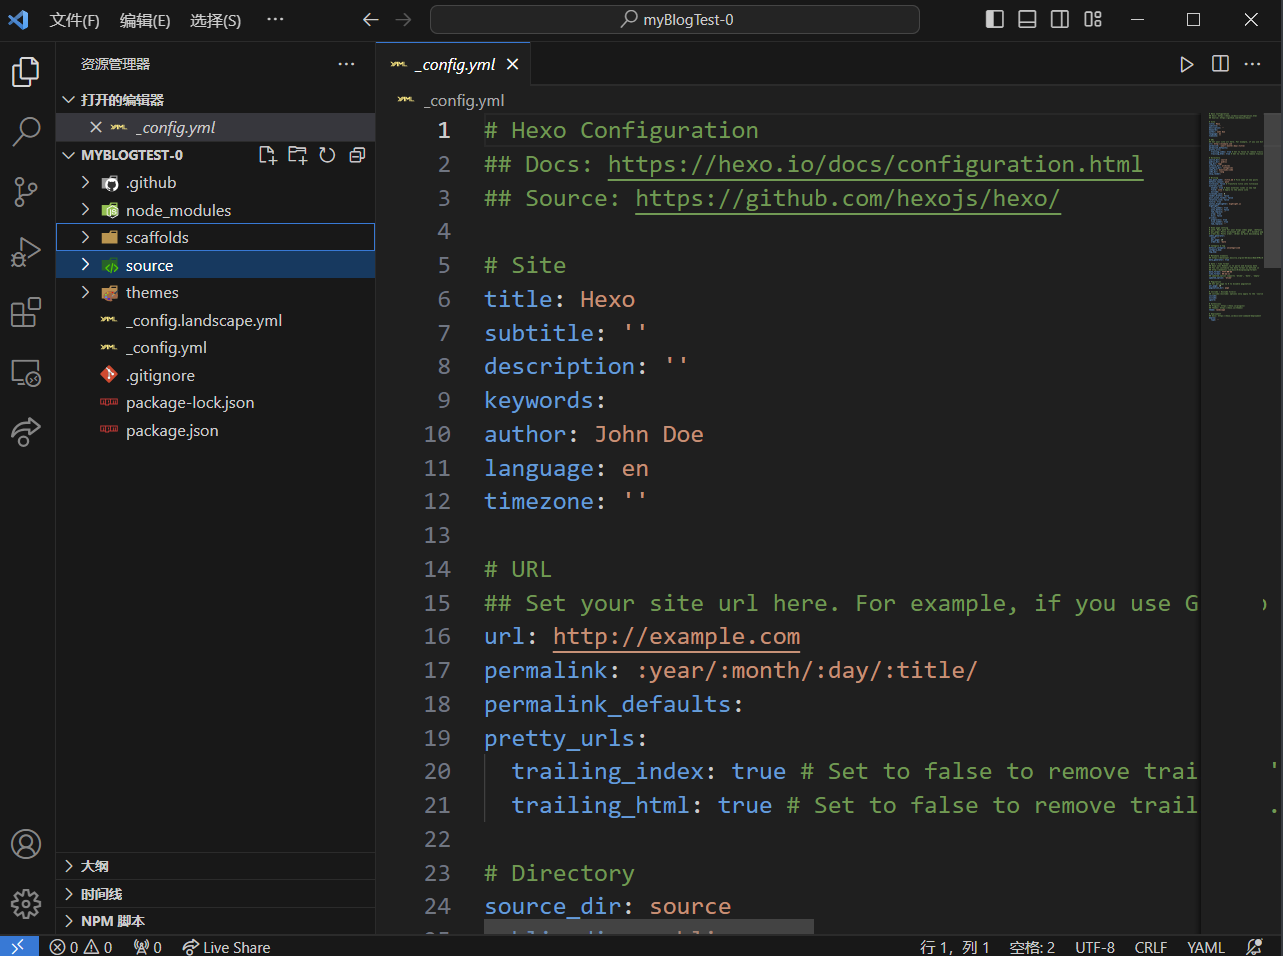 文件(F) 编辑(E) 选择(S) ··· myBlogTest-0
资源管理器 ···
打开的编辑器
_config.yml
MYBLOGTEST-0
.github
node_modules
scaffolds
source
themes
_config.landscape.yml
_config.yml
.gitignore
package-lock.json
package.json
大纲
时间线
NPM 脚本
_config.yml
_config.yml
1 # Hexo Configuration
2 ## Docs: https://hexo.io/docs/configuration.html
3 ## Source: https://github.com/hexojs/hexo/
4
5 # Site
6 title: Hexo
7 subtitle: ''
8 description: ''
9 keywords:
10 author: John Doe
11 language: en
12 timezone: ''
13
14 # URL
15 ## Set your site url here. For example, if you use G
16 url: http://example.com
17 permalink: :year/:month/:day/:title/
18 permalink_defaults:
19 pretty_urls:
20 trailing_index: true # Set to false to remove trai
21 trailing_html: true # Set to false to remove trail
22
23 # Directory
24 source_dir: source
0 0 0 Live Share 行 1，列 1 空格: 2 UTF-8 CRLF YAML